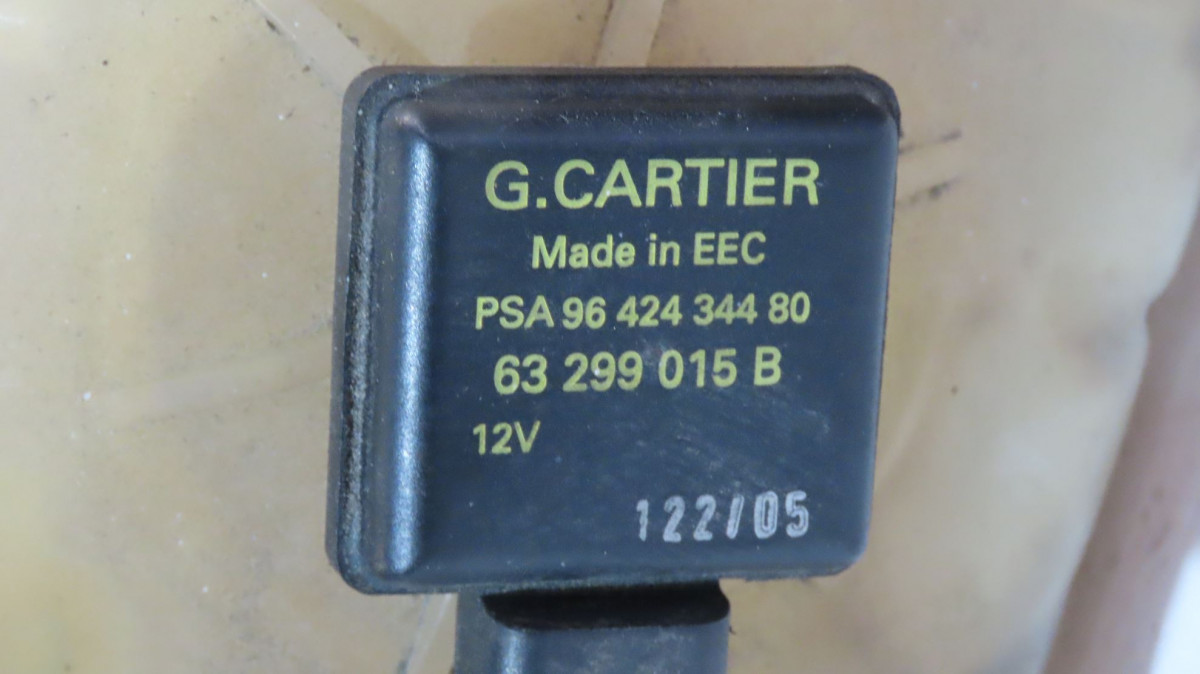 G.CARTIER
Made in EEC
PSA 96 424 344 80
63 299 015 B
12V
122/05